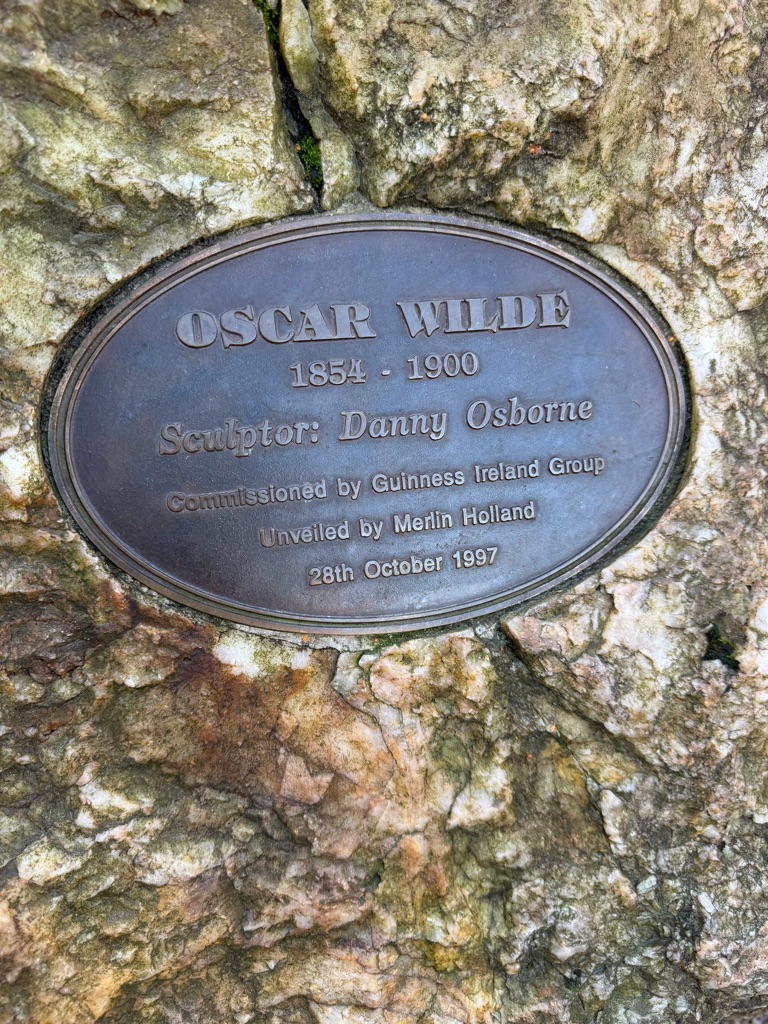 OSCAR WILDE
1854 - 1900
Sculptor: Danny Osborne
Commissioned by Guinness Ireland Group
Unveiled by Merlin Holland
28th October 1997